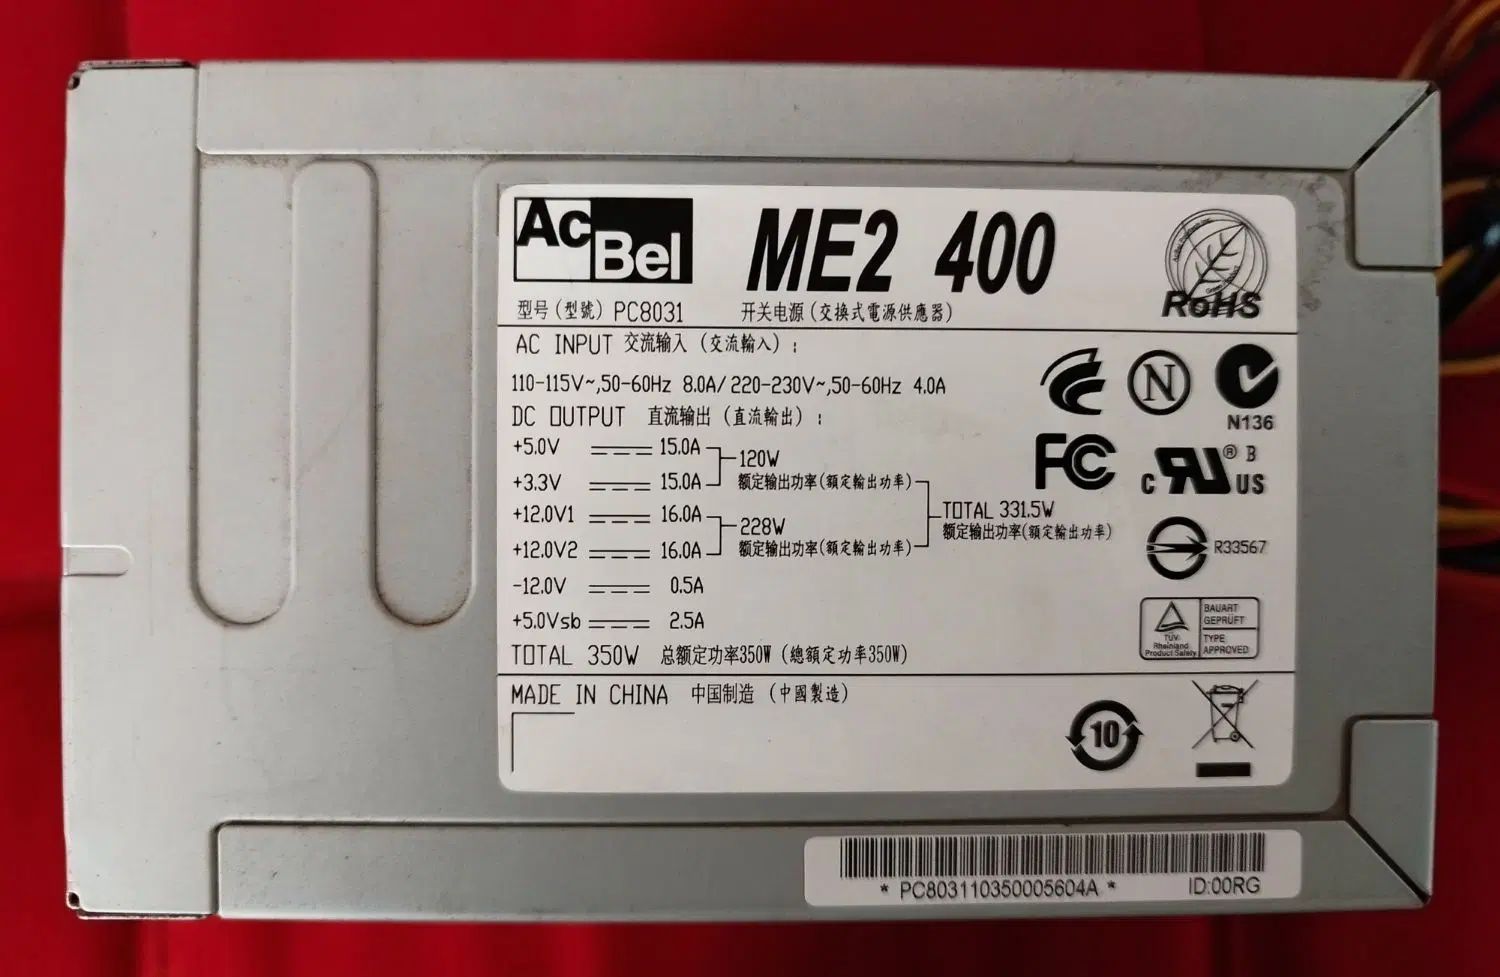 AcBel ME2 400
型号(型號) PC8031 开关电源(交换式電源供應器)
RoHS
AC INPUT 交流输入 (交流輸入) :
110-115V~,50-60Hz 8.0A/ 220-230V~,50-60Hz 4.0A
DC OUTPUT 直流输出 (直流輸出) :
+5.0V 15.0A
120W
额定输出功率(額定輸出功率)
+3.3V 15.0A
TOTAL 331.5W
额定输出功率(額定輸出功率)
+12.0V1 16.0A
228W
额定输出功率(額定輸出功率)
+12.0V2 16.0A
-12.0V 0.5A
+5.0Vsb 2.5A
TOTAL 350W 总额定功率350W (總額定功率350W)
N
N136
FC
c RU ® US
B
R33567
TÜV
Rheinland
Product Safety
BAUART
GEPRÜFT
TYPE
APPROVED
MADE IN CHINA 中国制造 (中國製造)
10
* PC803110350005604A * ID:00RG